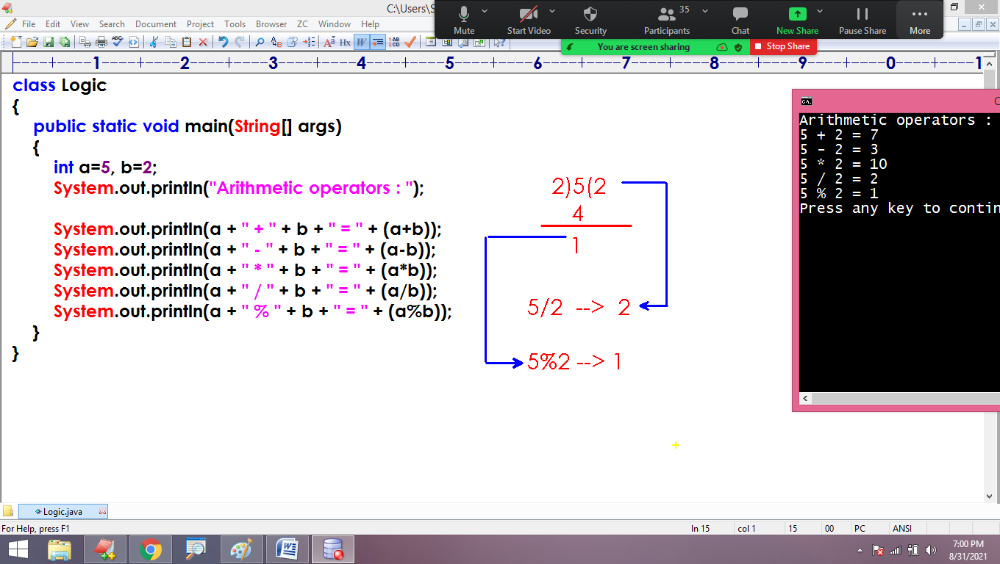 C:\Users\S
File Edit View Search Document Project Tools Browser ZC Window Help
Mute Start Video Security Participants 35 Chat New Share Pause Share More
You are screen sharing Stop Share
----+----1----+----2----+----3----+----4----+----5----+----6----+----7----+----8----+----9----+----0----+----1
class Logic
{
public static void main(String[] args)
{
int a=5, b=2;
System.out.println("Arithmetic operators : ");
System.out.println(a + " + " + b + " = " + (a+b));
System.out.println(a + " - " + b + " = " + (a-b));
System.out.println(a + " * " + b + " = " + (a*b));
System.out.println(a + " / " + b + " = " + (a/b));
System.out.println(a + " % " + b + " = " + (a%b));
}
}
2)5(2
4
1
5/2 --> 2
5%2 --> 1
Arithmetic operators :
5 + 2 = 7
5 - 2 = 3
5 * 2 = 10
5 / 2 = 2
5 % 2 = 1
Press any key to contin
Logic.java
For Help, press F1
ln 15 col 1 15 00 PC ANSI
7:00 PM
8/31/2021